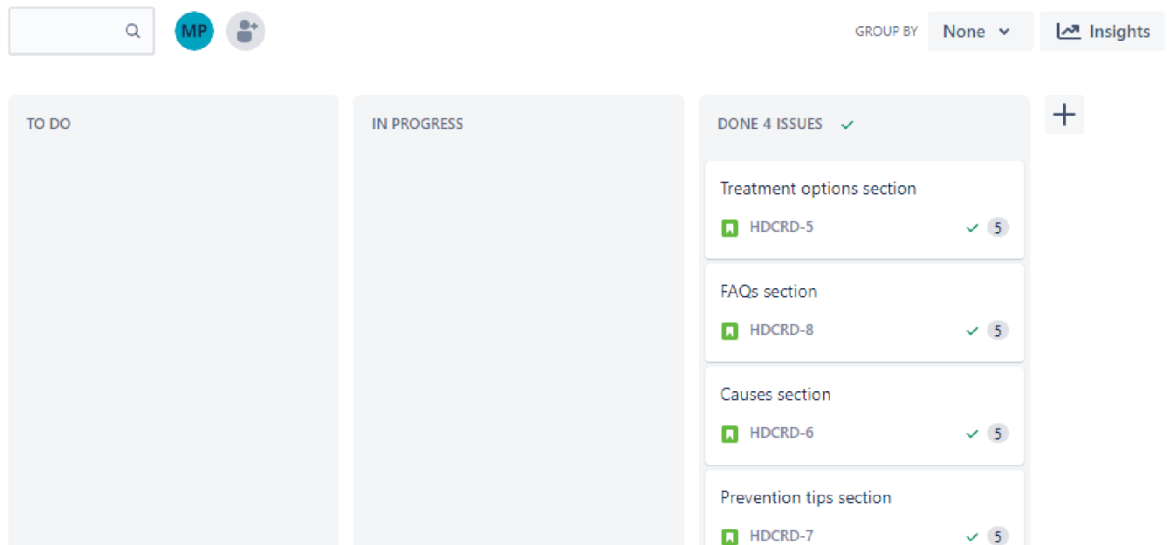 MP
GROUP BY None Insights
TO DO
IN PROGRESS
DONE 4 ISSUES
Treatment options section
HDCRD-5 5
FAQs section
HDCRD-8 5
Causes section
HDCRD-6 5
Prevention tips section
HDCRD-7 5